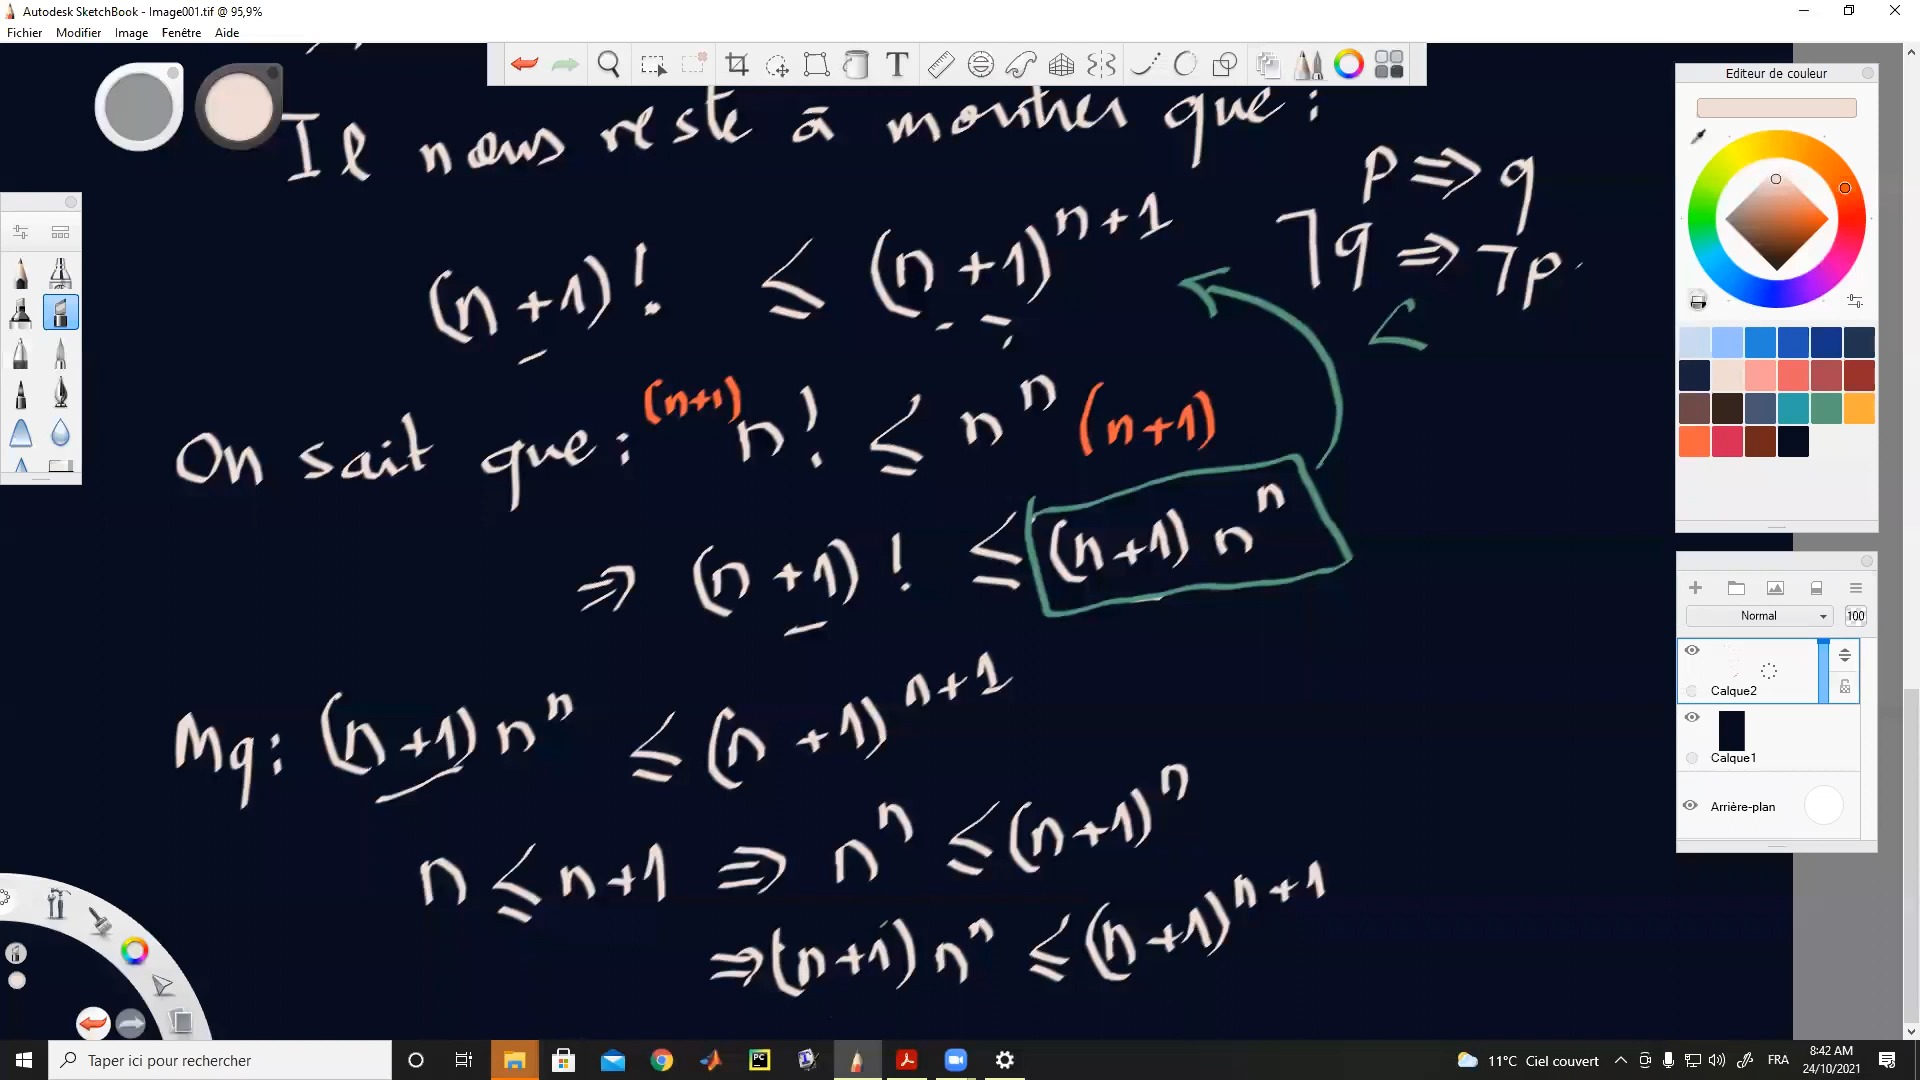 Autodesk SketchBook - Image001.tif @ 95,9%
Fichier Modifier Image Fenêtre Aide
Editeur de couleur
Il nous reste à montrer que :
p ⇒ q
(n+1)! ≤ (n+1)^{n+1}
⅂q ⇒ ⅂p
≤
On sait que : (n+1) n! ≤ n^n (n+1)
⇒ (n+1)! ≤ (n+1) n^n
Mq : (n+1) n^n ≤ (n+1)^{n+1}
n ≤ n+1 ⇒ n^n ≤ (n+1)^n
⇒ (n+1) n^n ≤ (n+1)^{n+1}
Normal 100
Calque2
Calque1
Arrière-plan
Taper ici pour rechercher
PC
11°C Ciel couvert
FRA
8:42 AM
24/10/2021